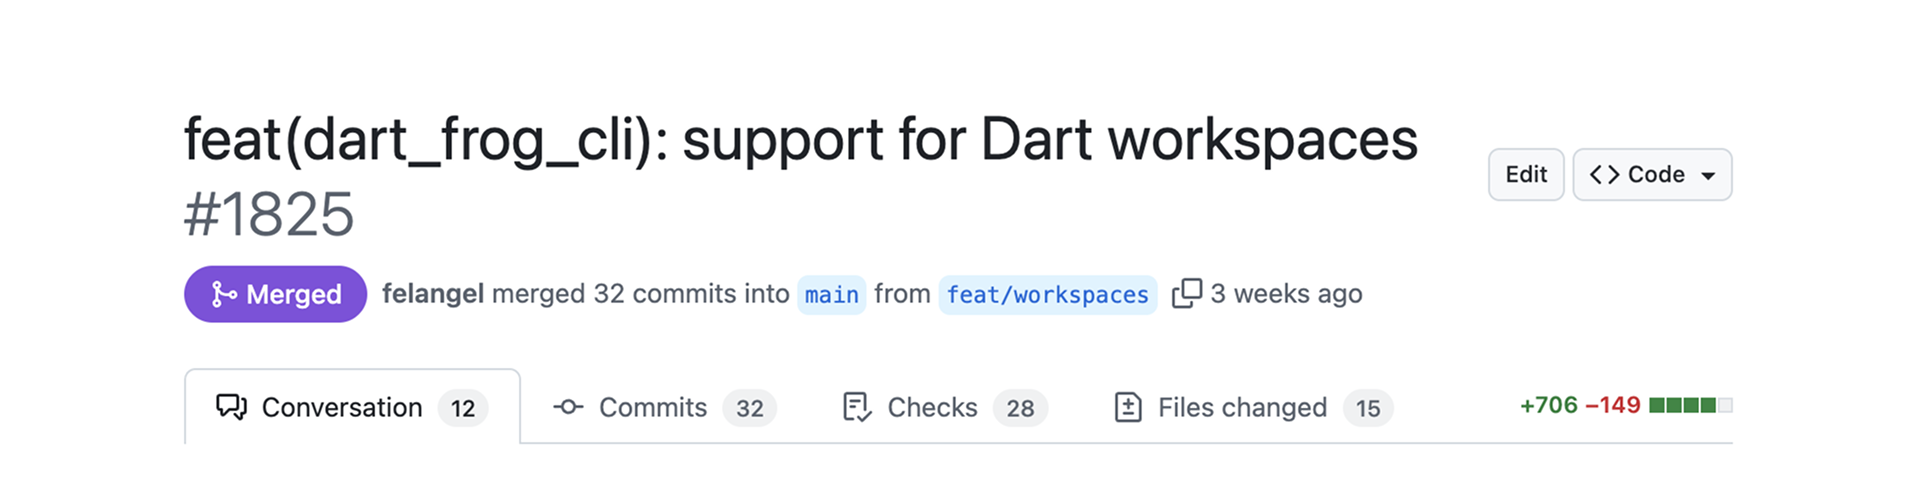 feat(dart_frog_cli): support for Dart workspaces
#1825
Edit
Code
Merged
felangel merged 32 commits into main from feat/workspaces 3 weeks ago
Conversation 12
Commits 32
Checks 28
Files changed 15
+706 −149